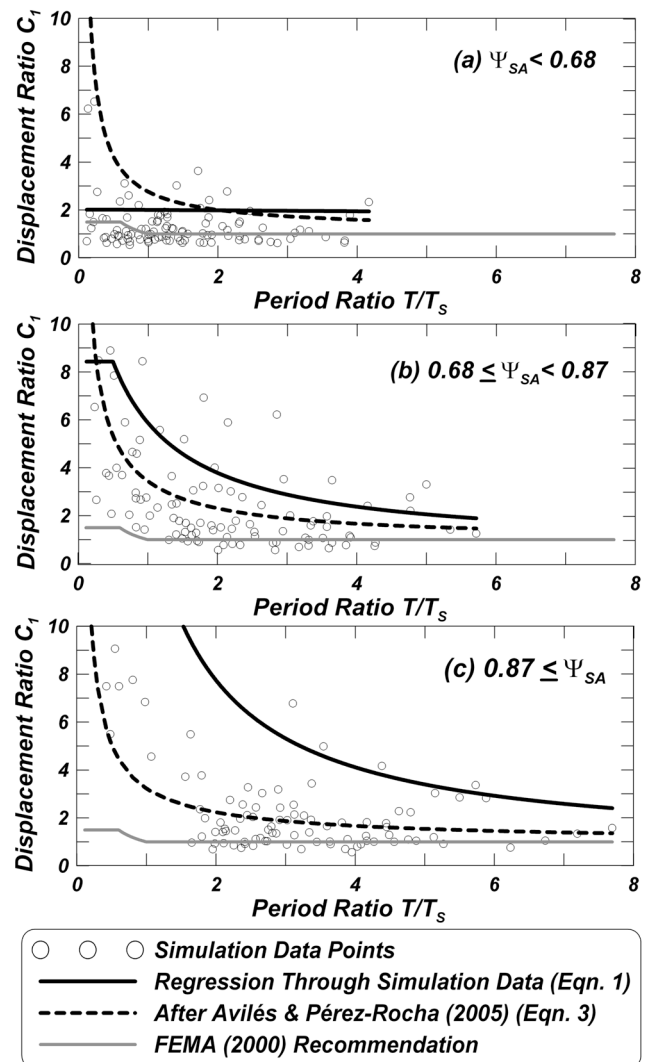 Displacement Ratio C₁
10
8
6
4
2
0
(a) Ψ_SA < 0.68
0 2 4 6 8
Period Ratio T/T_S
Displacement Ratio C₁
10
8
6
4
2
0
(b) 0.68 ≤ Ψ_SA < 0.87
0 2 4 6 8
Period Ratio T/T_S
Displacement Ratio C₁
10
8
6
4
2
0
(c) 0.87 ≤ Ψ_SA
0 2 4 6 8
Period Ratio T/T_S
Simulation Data Points
Regression Through Simulation Data (Eqn. 1)
After Avilés & Pérez-Rocha (2005) (Eqn. 3)
FEMA (2000) Recommendation